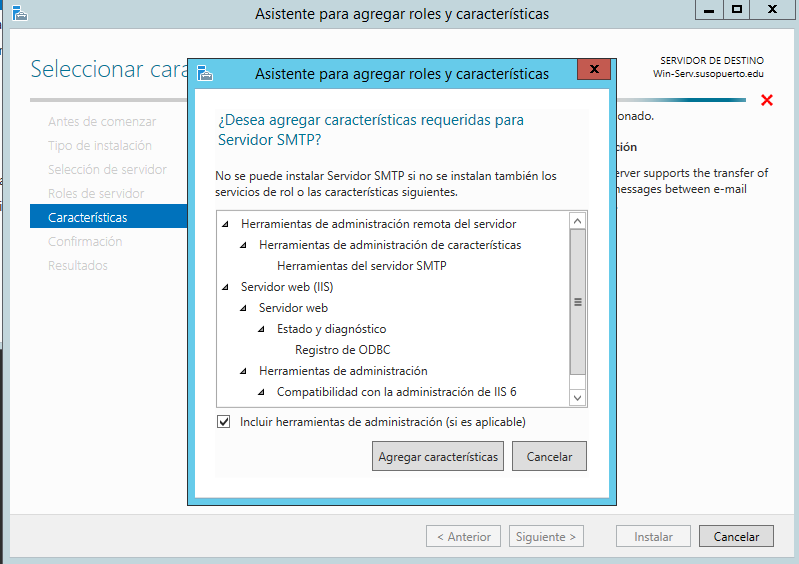 Asistente para agregar roles y características
Seleccionar cara
SERVIDOR DE DESTINO
Win-Serv.susopuerto.edu
Antes de comenzar
Tipo de instalación
Selección de servidor
Roles de servidor
Características
Confirmación
Resultados
Asistente para agregar roles y características
¿Desea agregar características requeridas para
Servidor SMTP?
No se puede instalar Servidor SMTP si no se instalan también los
servicios de rol o las características siguientes.
Herramientas de administración remota del servidor
Herramientas de administración de características
Herramientas del servidor SMTP
Servidor web (IIS)
Servidor web
Estado y diagnóstico
Registro de ODBC
Herramientas de administración
Compatibilidad con la administración de IIS 6
Incluir herramientas de administración (si es aplicable)
Agregar características
Cancelar
onado.
ción
erver supports the transfer of
messages between e-mail
< Anterior
Siguiente >
Instalar
Cancelar